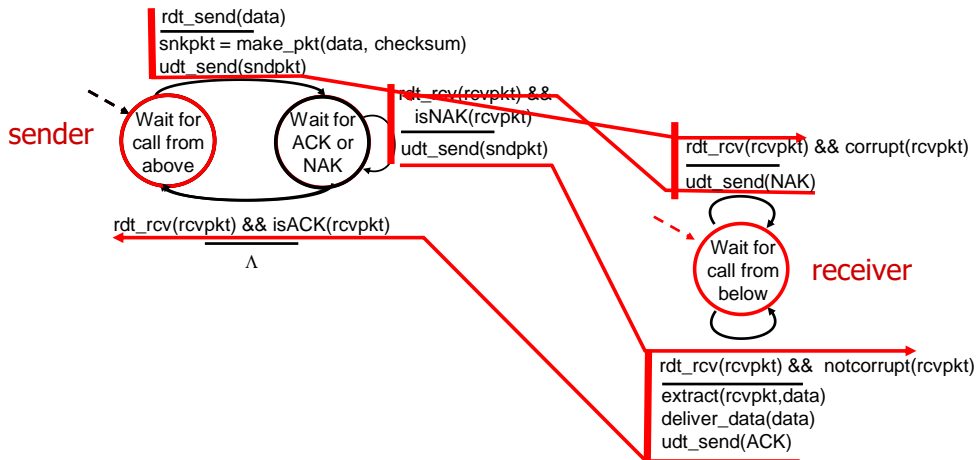 rdt_send(data)
snkpkt = make_pkt(data, checksum)
udt_send(sndpkt)
sender
Wait for
call from
above
Wait for
ACK or
NAK
rdt_rcv(rcvpkt) &&
isNAK(rcvpkt)
udt_send(sndpkt)
rdt_rcv(rcvpkt) && isACK(rcvpkt)
Λ
rdt_rcv(rcvpkt) && corrupt(rcvpkt)
udt_send(NAK)
Wait for
call from
below
receiver
rdt_rcv(rcvpkt) && notcorrupt(rcvpkt)
extract(rcvpkt,data)
deliver_data(data)
udt_send(ACK)